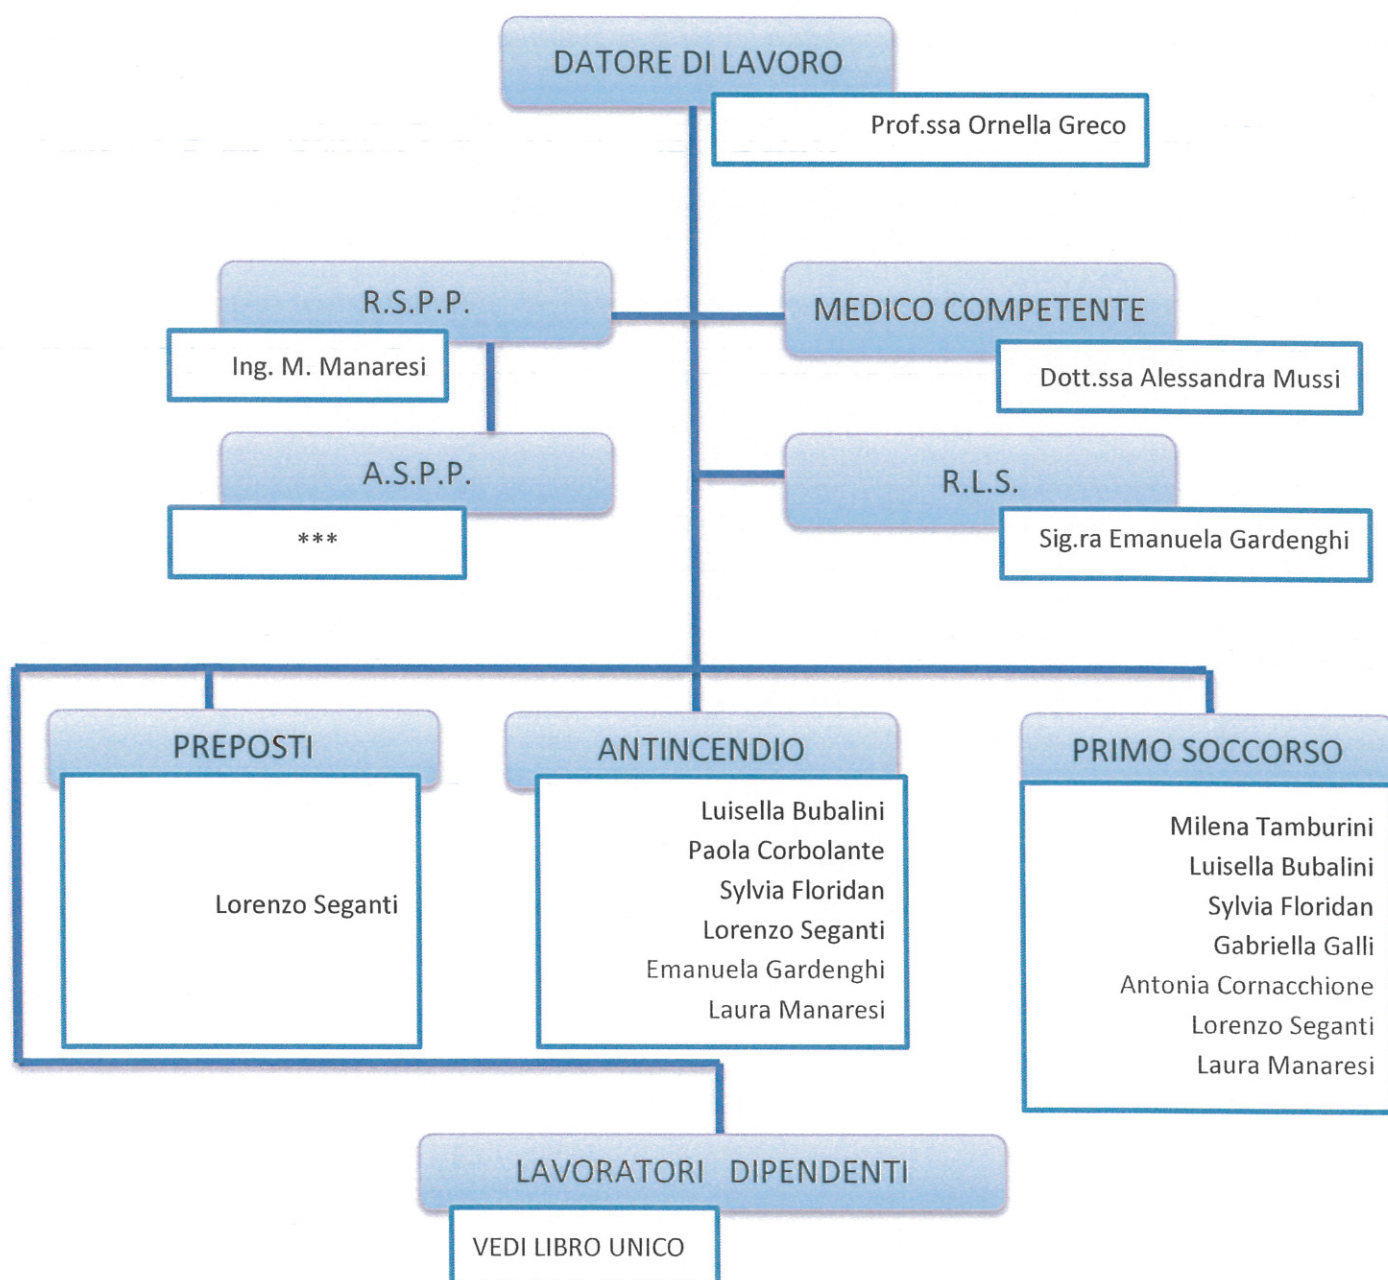 DATORE DI LAVORO
Prof.ssa Ornella Greco
R.S.P.P.
Ing. M. Manaresi
MEDICO COMPETENTE
Dott.ssa Alessandra Mussi
A.S.P.P.
***
R.L.S.
Sig.ra Emanuela Gardenghi
PREPOSTI
Lorenzo Seganti
ANTINCENDIO
Luisella Bubalini
Paola Corbolante
Sylvia Floridan
Lorenzo Seganti
Emanuela Gardenghi
Laura Manaresi
PRIMO SOCCORSO
Milena Tamburini
Luisella Bubalini
Sylvia Floridan
Gabriella Galli
Antonia Cornacchione
Lorenzo Seganti
Laura Manaresi
LAVORATORI DIPENDENTI
VEDI LIBRO UNICO